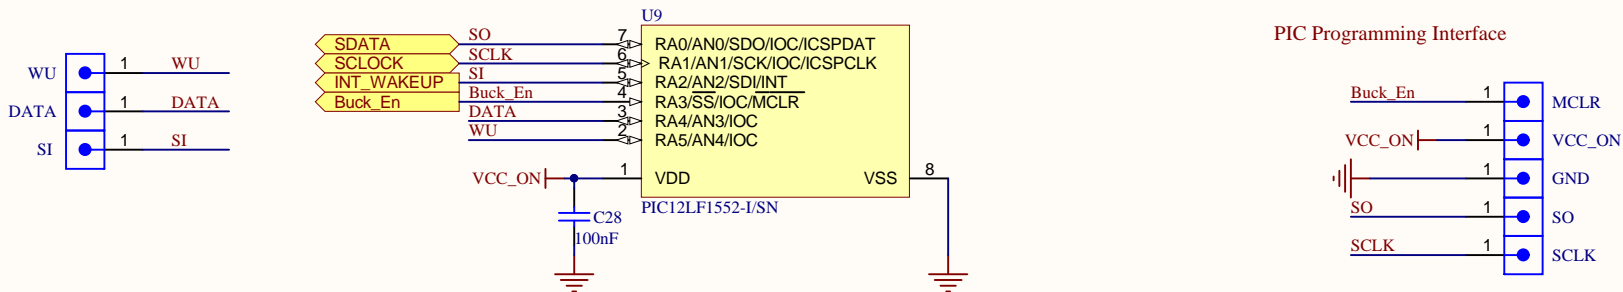 WU 1 WU
DATA 1 DATA
SI 1 SI
U9
SDATA SO 7 RA0/AN0/SDO/IOC/ICSPDAT
SCLOCK SCLK 6 RA1/AN1/SCK/IOC/ICSPCLK
INT_WAKEUP SI 5 RA2/AN2/SDI/INT
Buck_En Buck_En 4 RA3/SS/IOC/MCLR
DATA 3 RA4/AN3/IOC
WU 2 RA5/AN4/IOC
VCC_ON 1 VDD VSS 8
PIC12LF1552-I/SN
C28
100nF
PIC Programming Interface
Buck_En 1 MCLR
VCC_ON 1 VCC_ON
1 GND
SO 1 SO
SCLK 1 SCLK